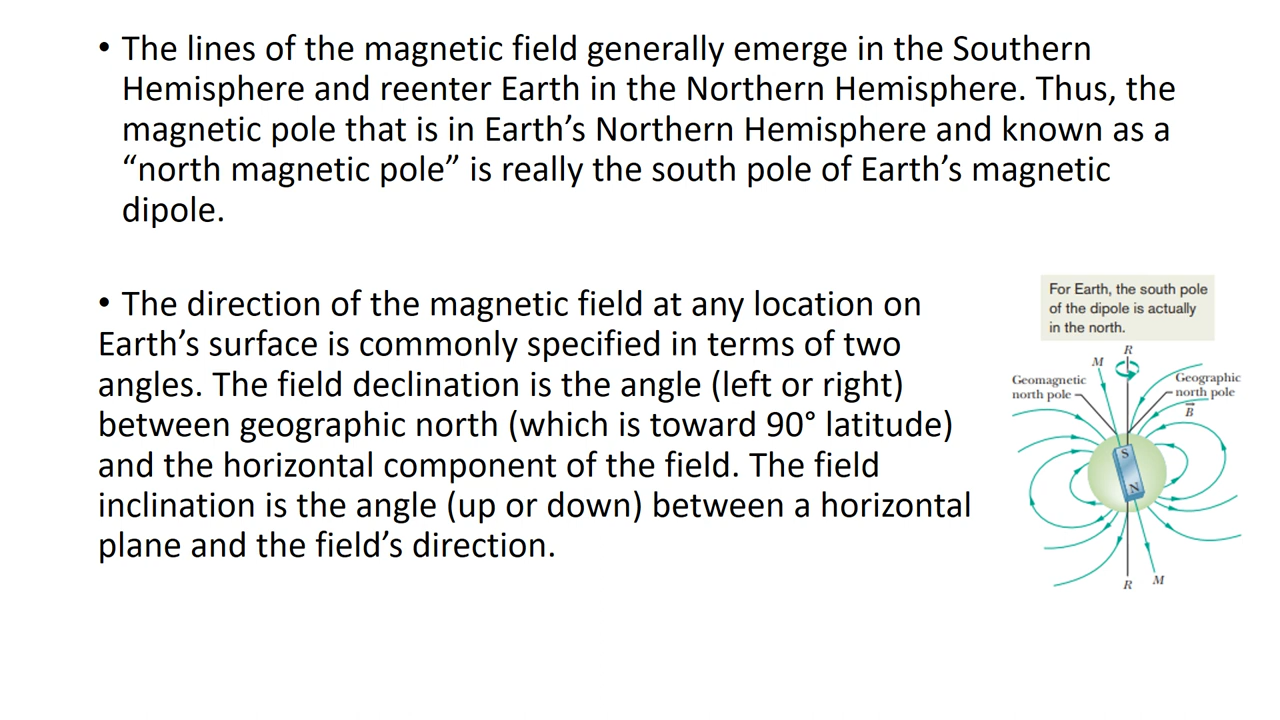 • The lines of the magnetic field generally emerge in the Southern
Hemisphere and reenter Earth in the Northern Hemisphere. Thus, the
magnetic pole that is in Earth’s Northern Hemisphere and known as a
“north magnetic pole” is really the south pole of Earth’s magnetic
dipole.
• The direction of the magnetic field at any location on
Earth’s surface is commonly specified in terms of two
angles. The field declination is the angle (left or right)
between geographic north (which is toward 90° latitude)
and the horizontal component of the field. The field
inclination is the angle (up or down) between a horizontal
plane and the field’s direction.
For Earth, the south pole
of the dipole is actually
in the north.
R
M
Geomagnetic
north pole
Geographic
north pole
B
S
N
R
M